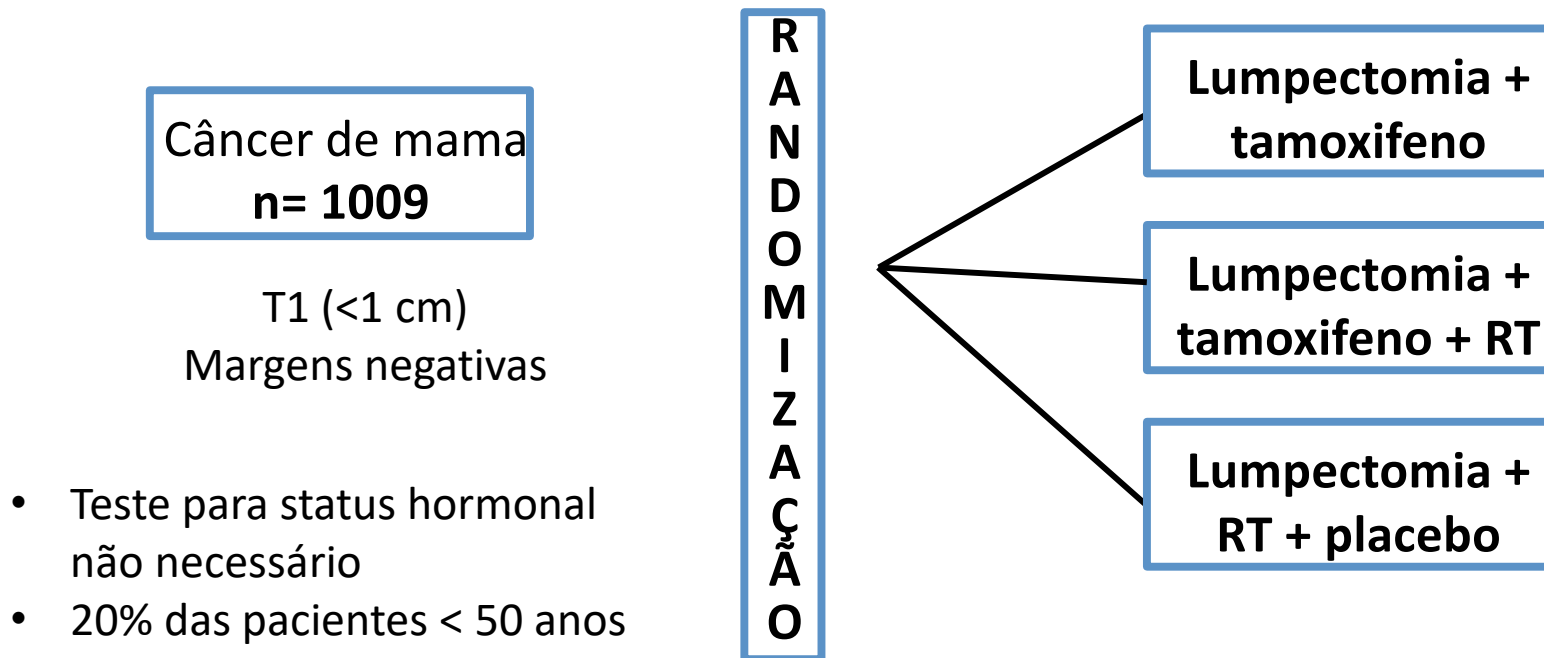 Câncer de mama
n= 1009
T1 (<1 cm)
Margens negativas
• Teste para status hormonal
não necessário
• 20% das pacientes < 50 anos
R
A
N
D
O
M
I
Z
A
Ç
Ã
O
Lumpectomia +
tamoxifeno
Lumpectomia +
tamoxifeno + RT
Lumpectomia +
RT + placebo